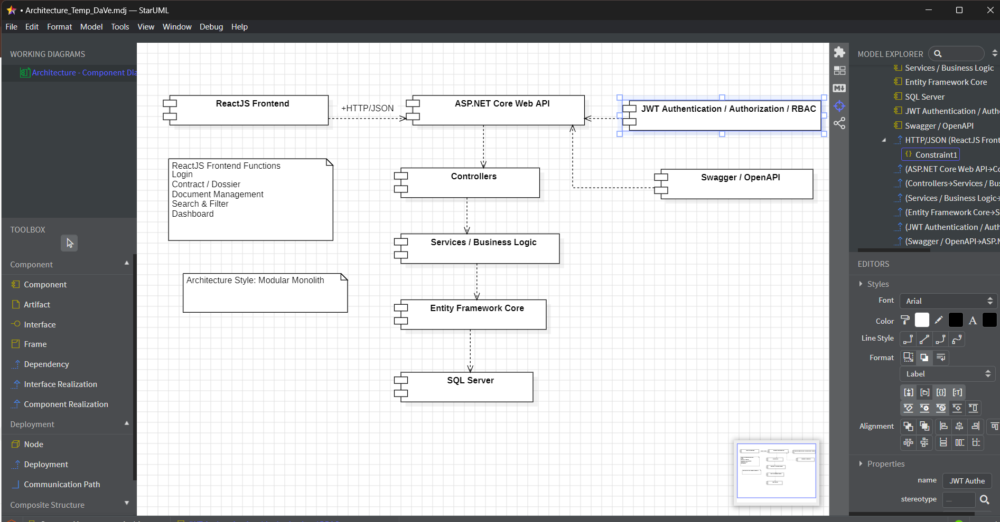 • Architecture_Temp_DaVe.mdj — StarUML
File Edit Format Model Tools View Window Debug Help
WORKING DIAGRAMS
Architecture - Component Dia
TOOLBOX
Component
Component
Artifact
Interface
Frame
Dependency
Interface Realization
Component Realization
Deployment
Node
Deployment
Communication Path
Composite Structure
ReactJS Frontend
+HTTP/JSON
ASP.NET Core Web API
JWT Authentication / Authorization / RBAC
ReactJS Frontend Functions
Login
Contract / Dossier
Document Management
Search & Filter
Dashboard
Controllers
Swagger / OpenAPI
Services / Business Logic
Architecture Style: Modular Monolith
Entity Framework Core
SQL Server
MODEL EXPLORER
Services / Business Logic
Entity Framework Core
SQL Server
JWT Authentication / Auth
Swagger / OpenAPI
HTTP/JSON (ReactJS Front
{} Constraint1
(ASP.NET Core Web API→Co
(Controllers→Services / Bus
(Services / Business Logic→
(Entity Framework Core→S
(JWT Authentication / Auth
(Swagger / OpenAPI→ASP.N
EDITORS
Styles
Font Arial
Color A
Line Style
Format
Label
Alignment
Properties
name JWT Authe
stereotype —